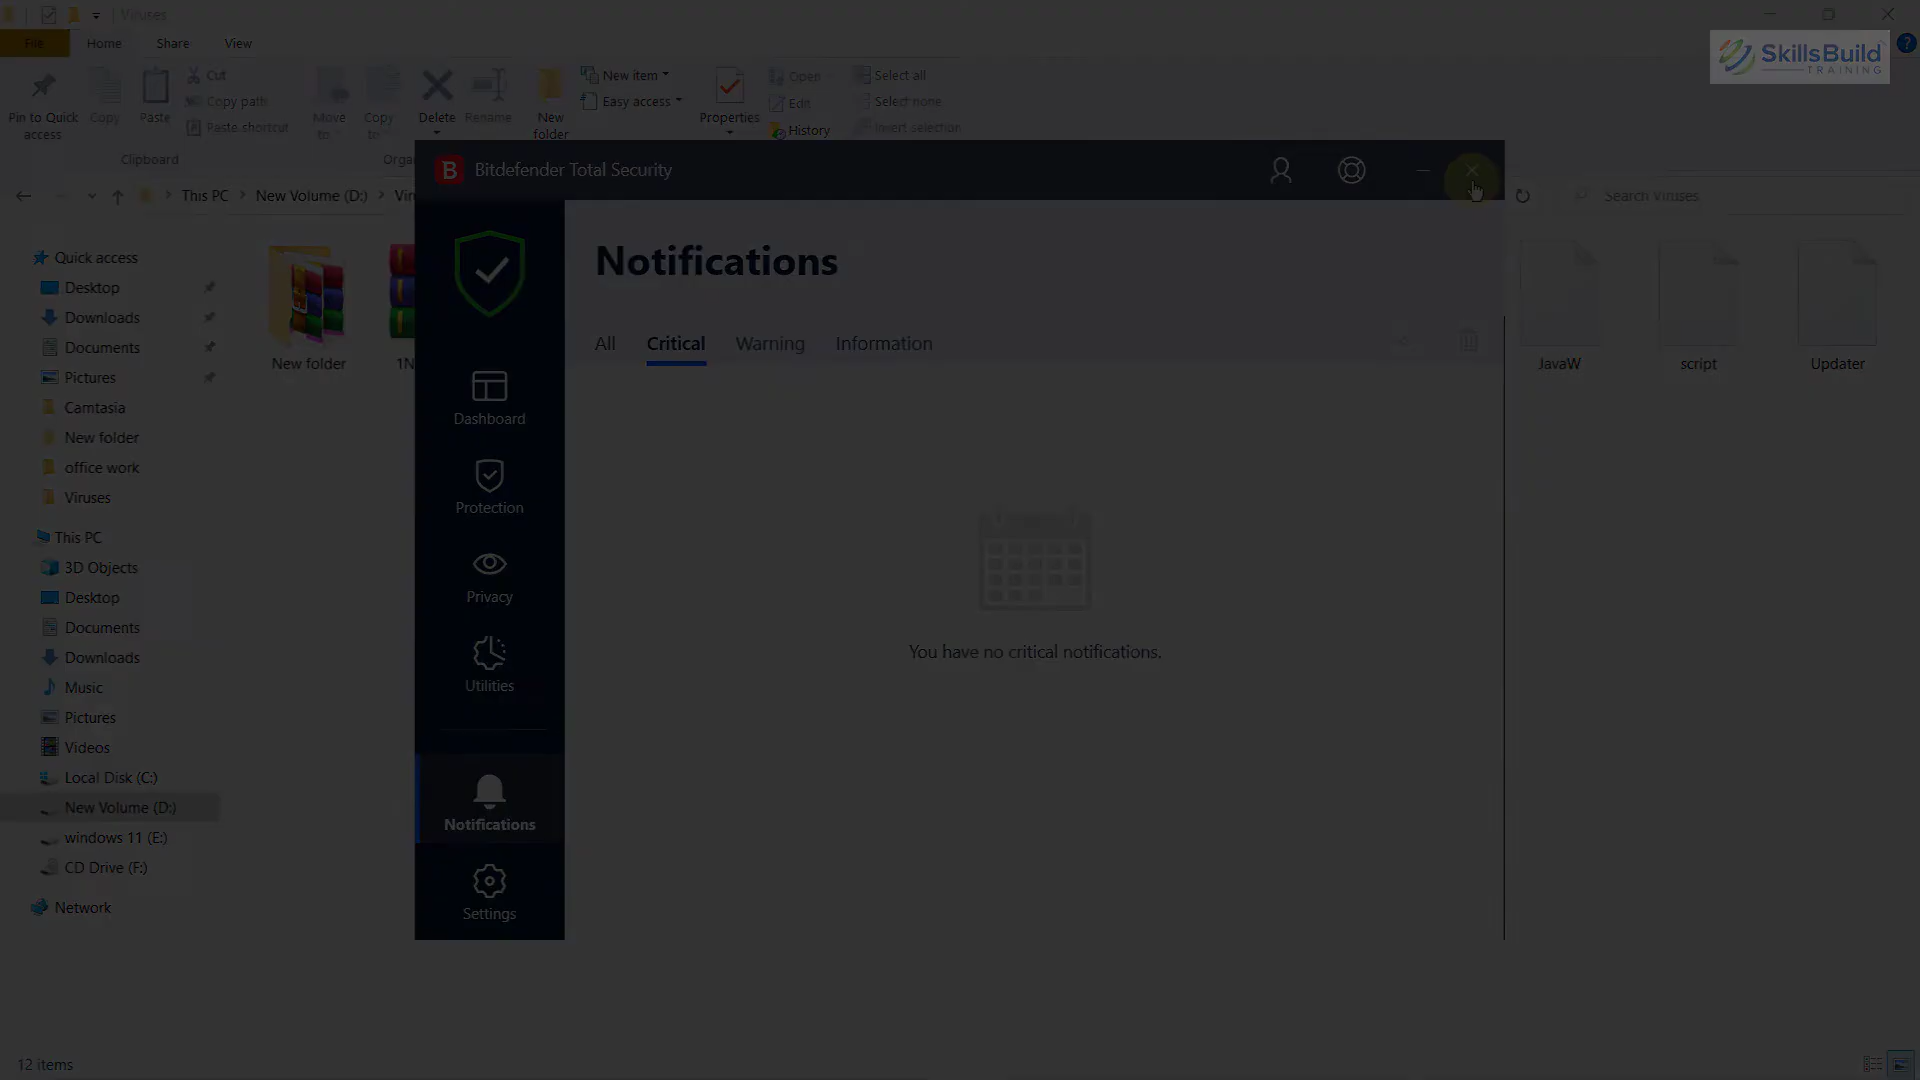 Viruses
File Home Share View
SkillsBuild
TRAINING
Pin to Quick access
Copy
Paste
Cut
Copy path
Paste shortcut
Move to
Copy to
Delete
Rename
New folder
New item
Easy access
Properties
Open
Edit
History
Select all
Select none
Invert selection
Clipboard
Orga
This PC
New Volume (D:)
Vir
Search Viruses
Bitdefender Total Security
Quick access
Desktop
Downloads
Documents
Pictures
Camtasia
New folder
office work
Viruses
This PC
3D Objects
Desktop
Documents
Downloads
Music
Pictures
Videos
Local Disk (C:)
New Volume (D:)
windows 11 (E:)
CD Drive (F:)
Network
New folder
1N
JavaW
script
Updater
Dashboard
Protection
Privacy
Utilities
Notifications
Settings
Notifications
All Critical Warning Information
You have no critical notifications.
12 items